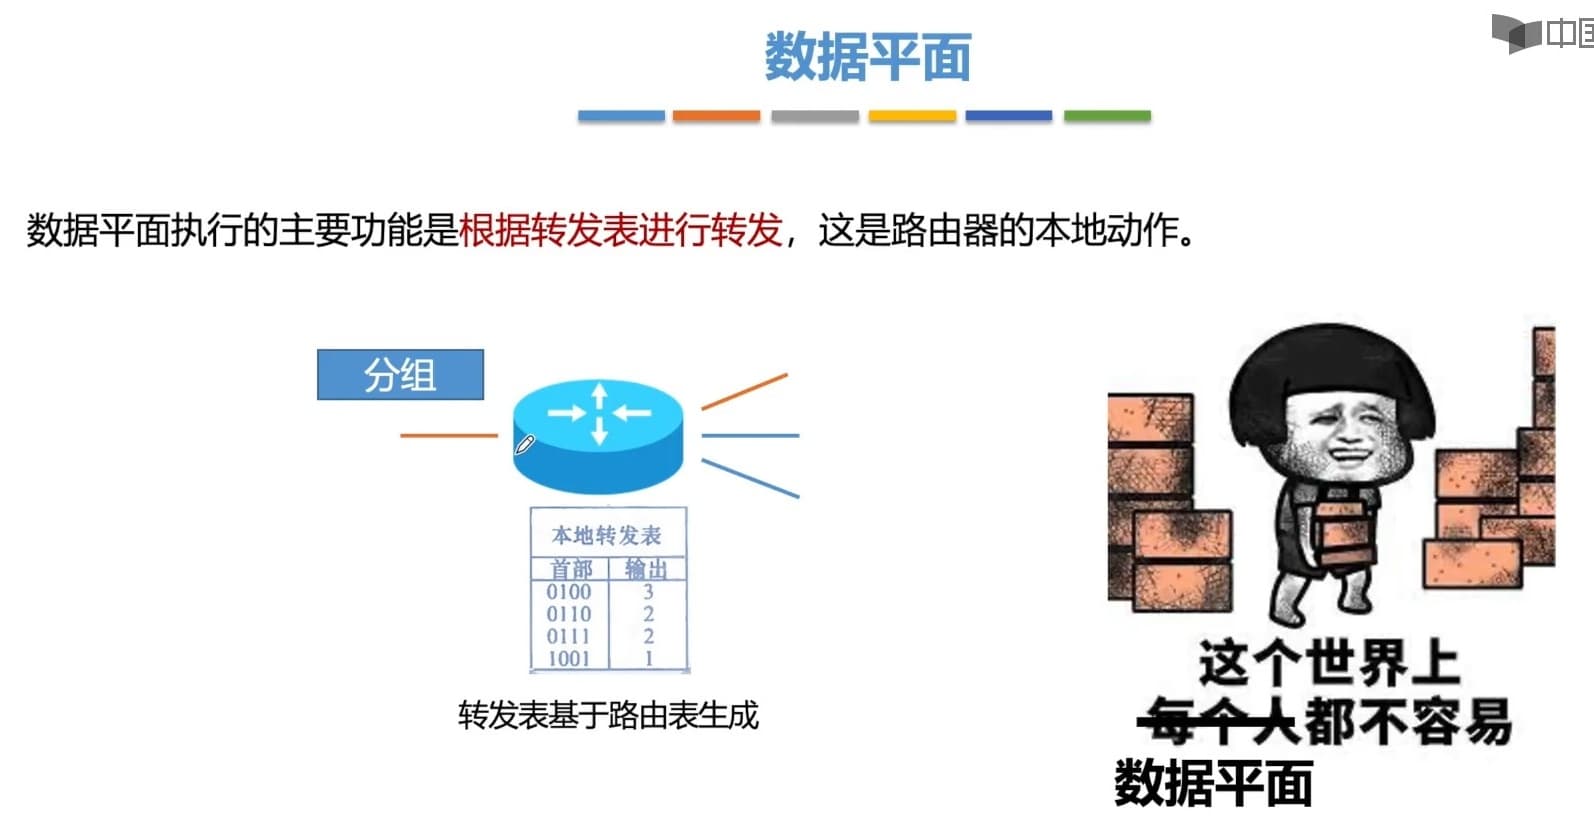 数据平面
中国
数据平面执行的主要功能是根据转发表进行转发，这是路由器的本地动作。
分组
本地转发表
首部 输出
0100 3
0110 2
0111 2
1001 1
转发表基于路由表生成
这个世界上
每个人都不容易
数据平面